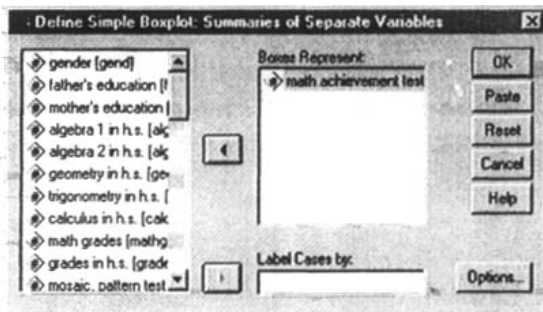 Define Simple Boxplot: Summaries of Separate Variables
gender [gend]
father's education [f
mother's education [
algebra 1 in h.s. [alg
algebra 2 in h.s. [alg
geometry in h.s. [geo
trigonometry in h.s. [
calculus in h.s. [calc
math grades [mathg
grades in h.s. [grade
mosaic, pattern test
Boxes Represent:
math achievement test
Label Cases by:
OK
Paste
Reset
Cancel
Help
Options...